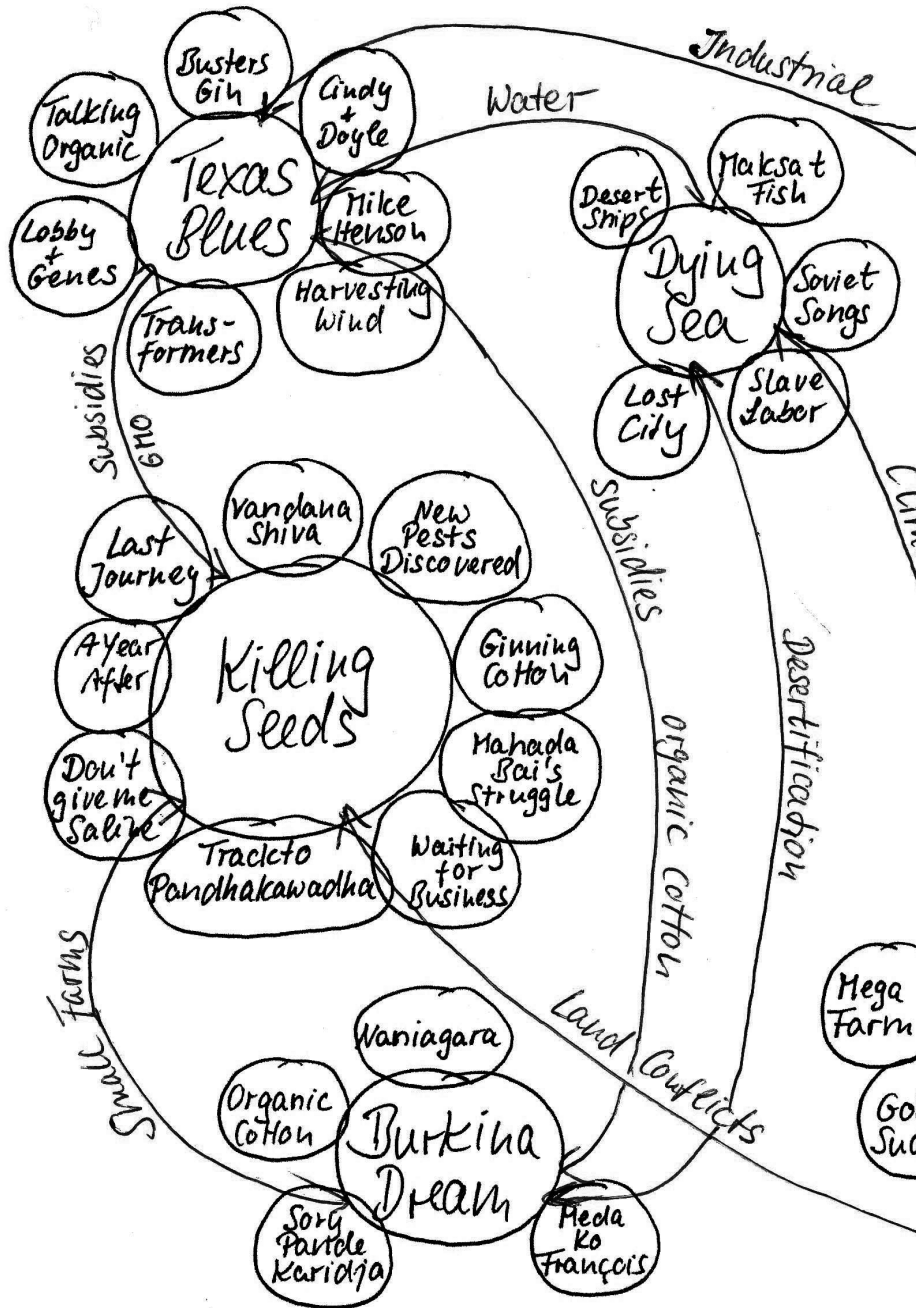 Industrial
Busters
Gin
Cindy
+
Doyle
Talking
Organic
Water
Texas
Blues
Maksat
Fish
Desert
Ships
Mike
Henson
Lobby
+
Genes
Dying
Sea
Soviet
Songs
Harvesting
Wind
Trans-
formers
Slave
Labor
Lost
City
Subsidies
GMO
Vandana
Shiva
New
Pests
Discovered
Subsidies
organic cotton
Last
Journey
Killing
Seeds
A Year
After
Ginning
Cotton
Desertification
Mahada
Bai's
Struggle
Don't
give me
Saline
Track to
Pandhakawadha
Waiting
for
Business
Small Farms
Land Conflicts
Mega
Farm
Waniagara
Organic
Cotton
Burkina
Dream
Sory
Paride
Karidja
Meda
Ko
François